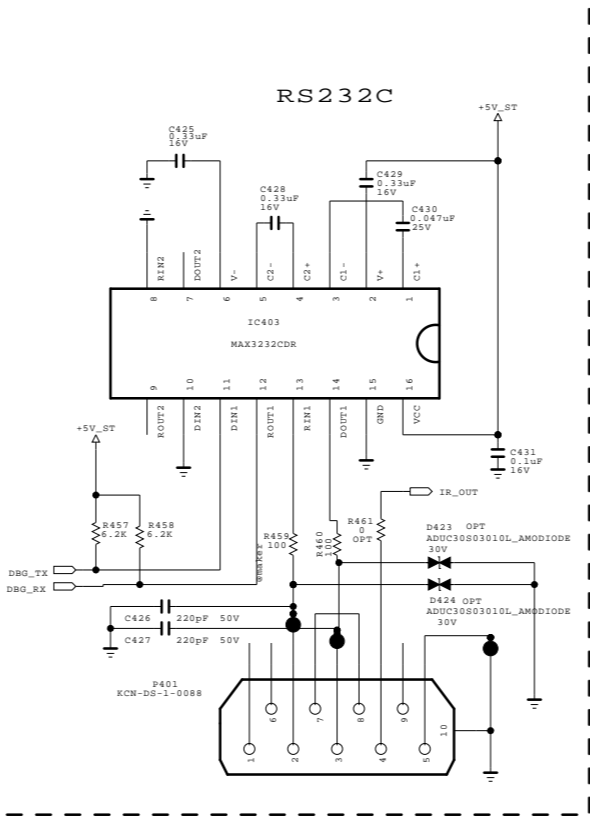 RS232C
+5V_ST
C425
0.33uF
16V
C428
0.33uF
16V
C429
0.33uF
16V
C430
0.047uF
25V
RIN2
DOUT2
V-
C2-
C2+
C1-
V+
C1+
8
7
6
5
4
3
2
1
IC403
MAX3232CDR
9
10
11
12
13
14
15
16
ROUT2
DIN2
DIN1
ROUT1
RIN1
DOUT1
GND
VCC
+5V_ST
C431
0.1uF
16V
IR_OUT
R457
6.2K
R458
6.2K
R459
100
R460
100
R461
0
OPT
D423 OPT
ADUC30S03010L_AMODIODE
30V
DBG_TX
DBG_RX
D424 OPT
ADUC30S03010L_AMODIODE
30V
C426 220pF 50V
C427 220pF 50V
P401
KCN-DS-1-0088
6
7
8
9
10
1
2
3
4
5